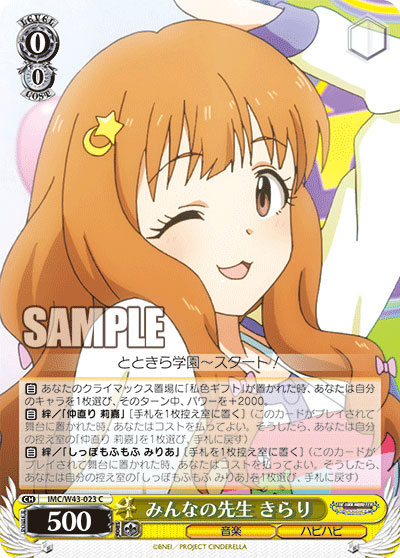 LEVEL
0
0
COST
SAMPLE
とときら学園～スタート！
自 あなたのクライマックス置場に「私色ギフト」が置かれた時、あなたは自分
のキャラを1枚選び、そのターン中、パワーを+2000。
自 絆／「仲直り 莉嘉」 [手札を1枚控え室に置く] (このカードがプレイされて
舞台に置かれた時、あなたはコストを払ってよい。そうしたら、あなたは自分
の控え室の「仲直り 莉嘉」を1枚選び、手札に戻す)
自 絆／「しっぽもふもふ みりあ」 [手札を1枚控え室に置く] (このカードが
プレイされて舞台に置かれた時、あなたはコストを払ってよい。そうしたら、
あなたは自分の控え室の「しっぽもふもふ みりあ」を1枚選び、手札に戻す)
CH IMC/W43-023 C
500
みんなの先生 きらり
音楽
ハピハピ
©BNEI／PROJECT CINDERELLA